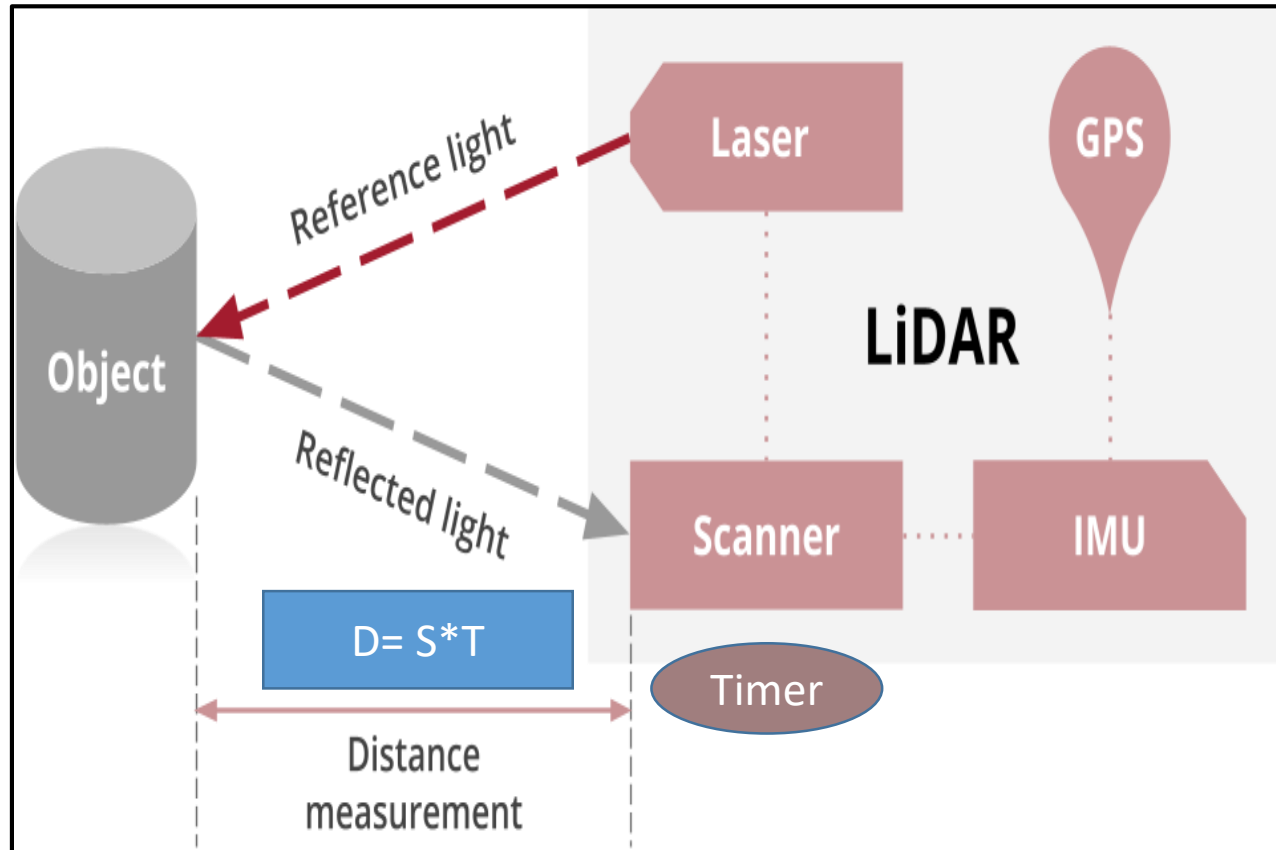 Reference light
Laser
GPS
Object
LiDAR
Reflected light
Scanner
IMU
D= S*T
Timer
Distance
measurement